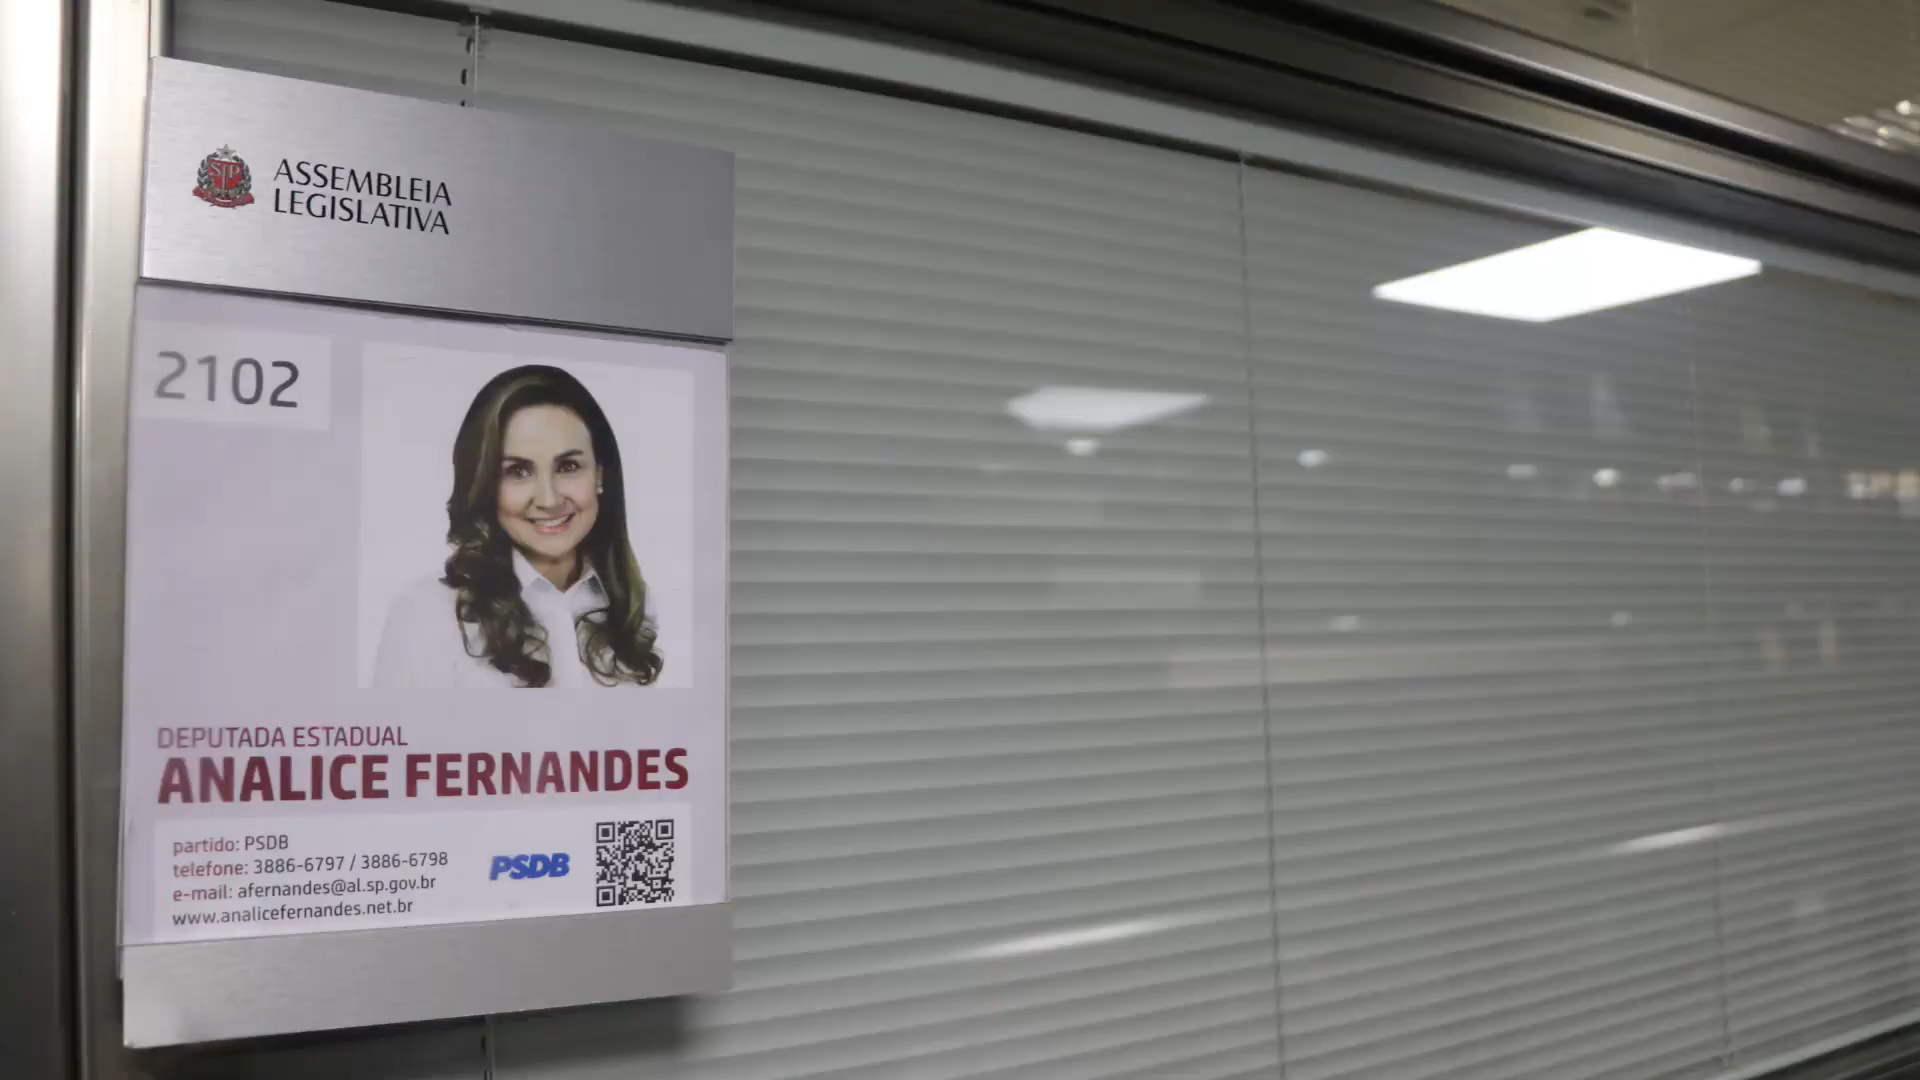 SP
ASSEMBLEIA
LEGISLATIVA
2102
DEPUTADA ESTADUAL
ANALICE FERNANDES
partido: PSDB
telefone: 3886-6797 / 3886-6798
e-mail: afernandes@al.sp.gov.br
www.analicefernandes.net.br
PSDB